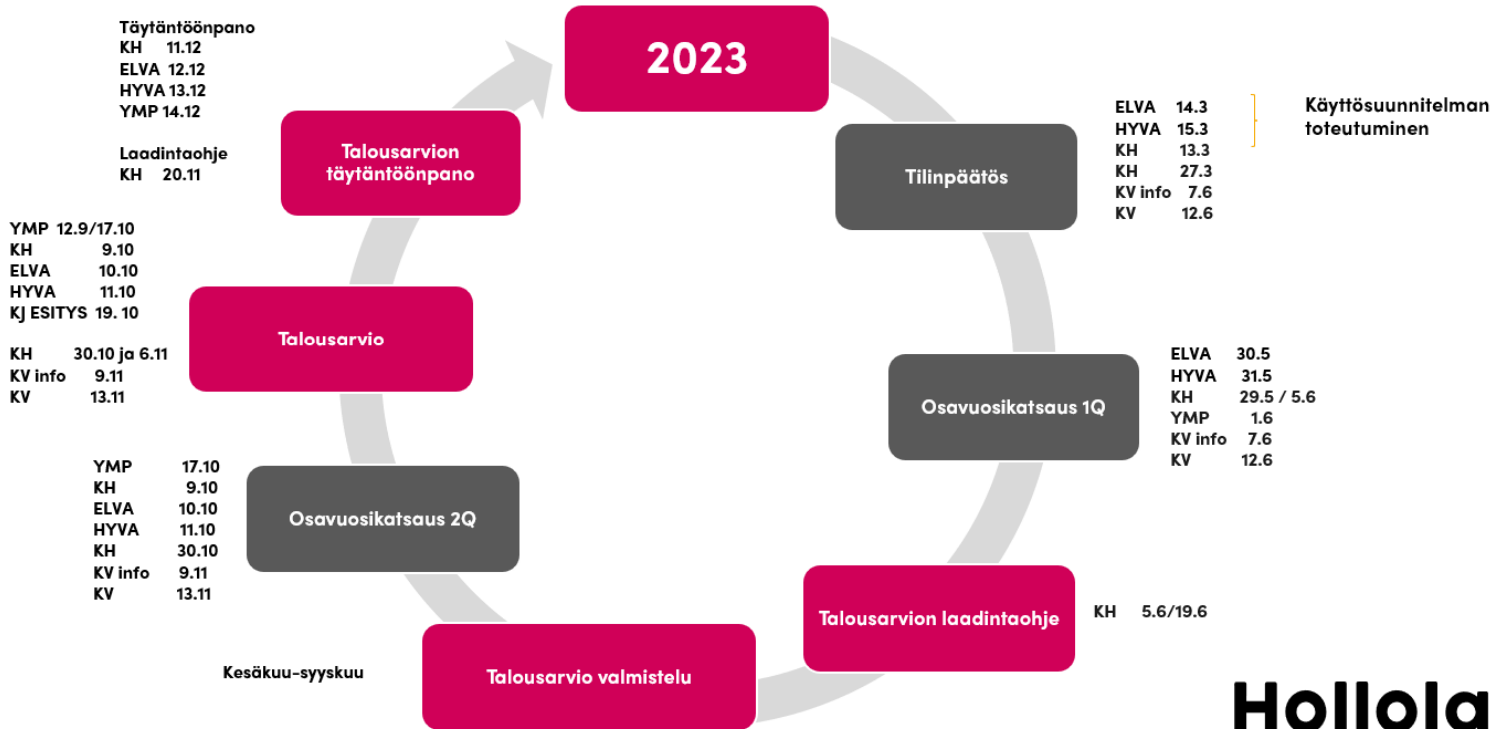 2023
Tilinpäätös
ELVA 14.3
HYVA 15.3
KH 13.3
KH 27.3
KV info 7.6
KV 12.6
Käyttösuunnitelman
toteutuminen
Osavuosikatsaus 1Q
ELVA 30.5
HYVA 31.5
KH 29.5 / 5.6
YMP 1.6
KV info 7.6
KV 12.6
Talousarvion laadintaohje
KH 5.6/19.6
Talousarvio valmistelu
Kesäkuu-syyskuu
Osavuosikatsaus 2Q
YMP 17.10
KH 9.10
ELVA 10.10
HYVA 11.10
KH 30.10
KV info 9.11
KV 13.11
Talousarvio
YMP 12.9/17.10
KH 9.10
ELVA 10.10
HYVA 11.10
KJ ESITYS 19. 10
KH 30.10 ja 6.11
KV info 9.11
KV 13.11
Talousarvion
täytäntöönpano
Täytäntöönpano
KH 11.12
ELVA 12.12
HYVA 13.12
YMP 14.12
Laadintaohje
KH 20.11
Hollola